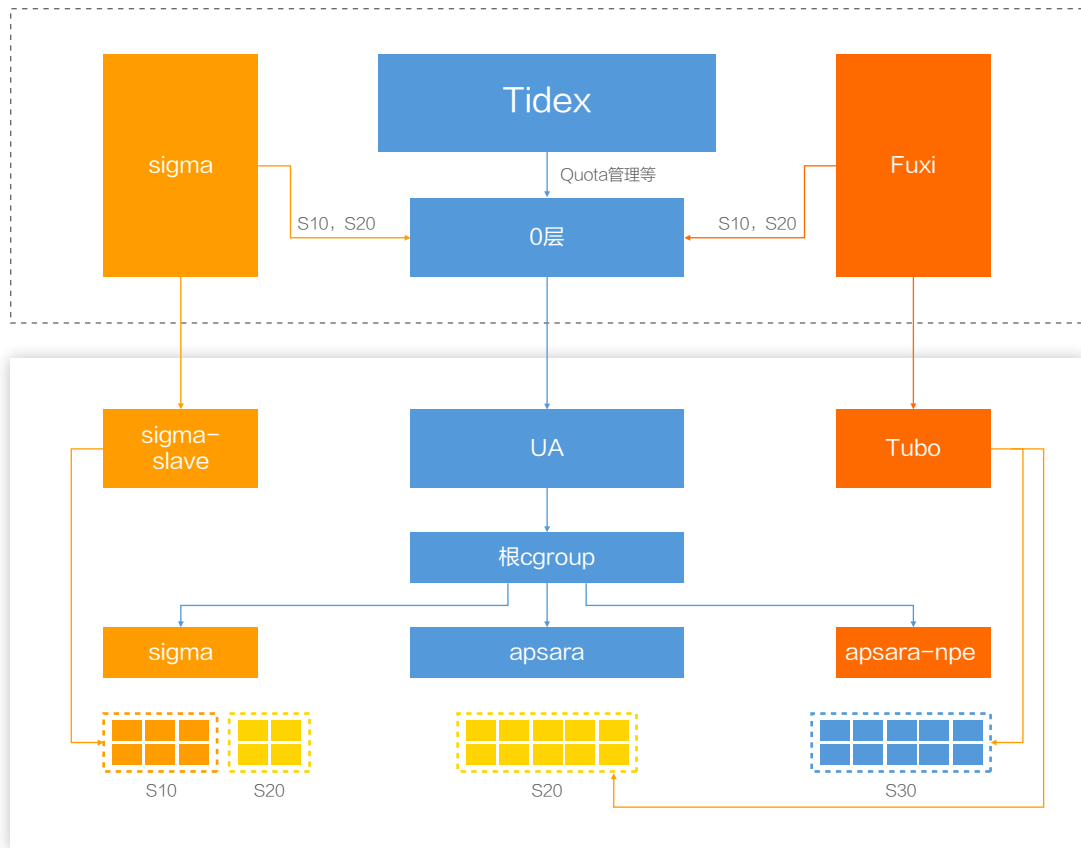 Tidex
sigma
Fuxi
Quota管理等
S10，S20
0层
S10，S20
sigma-
slave
UA
Tubo
根cgroup
sigma
apsara
apsara-npe
S10
S20
S20
S30